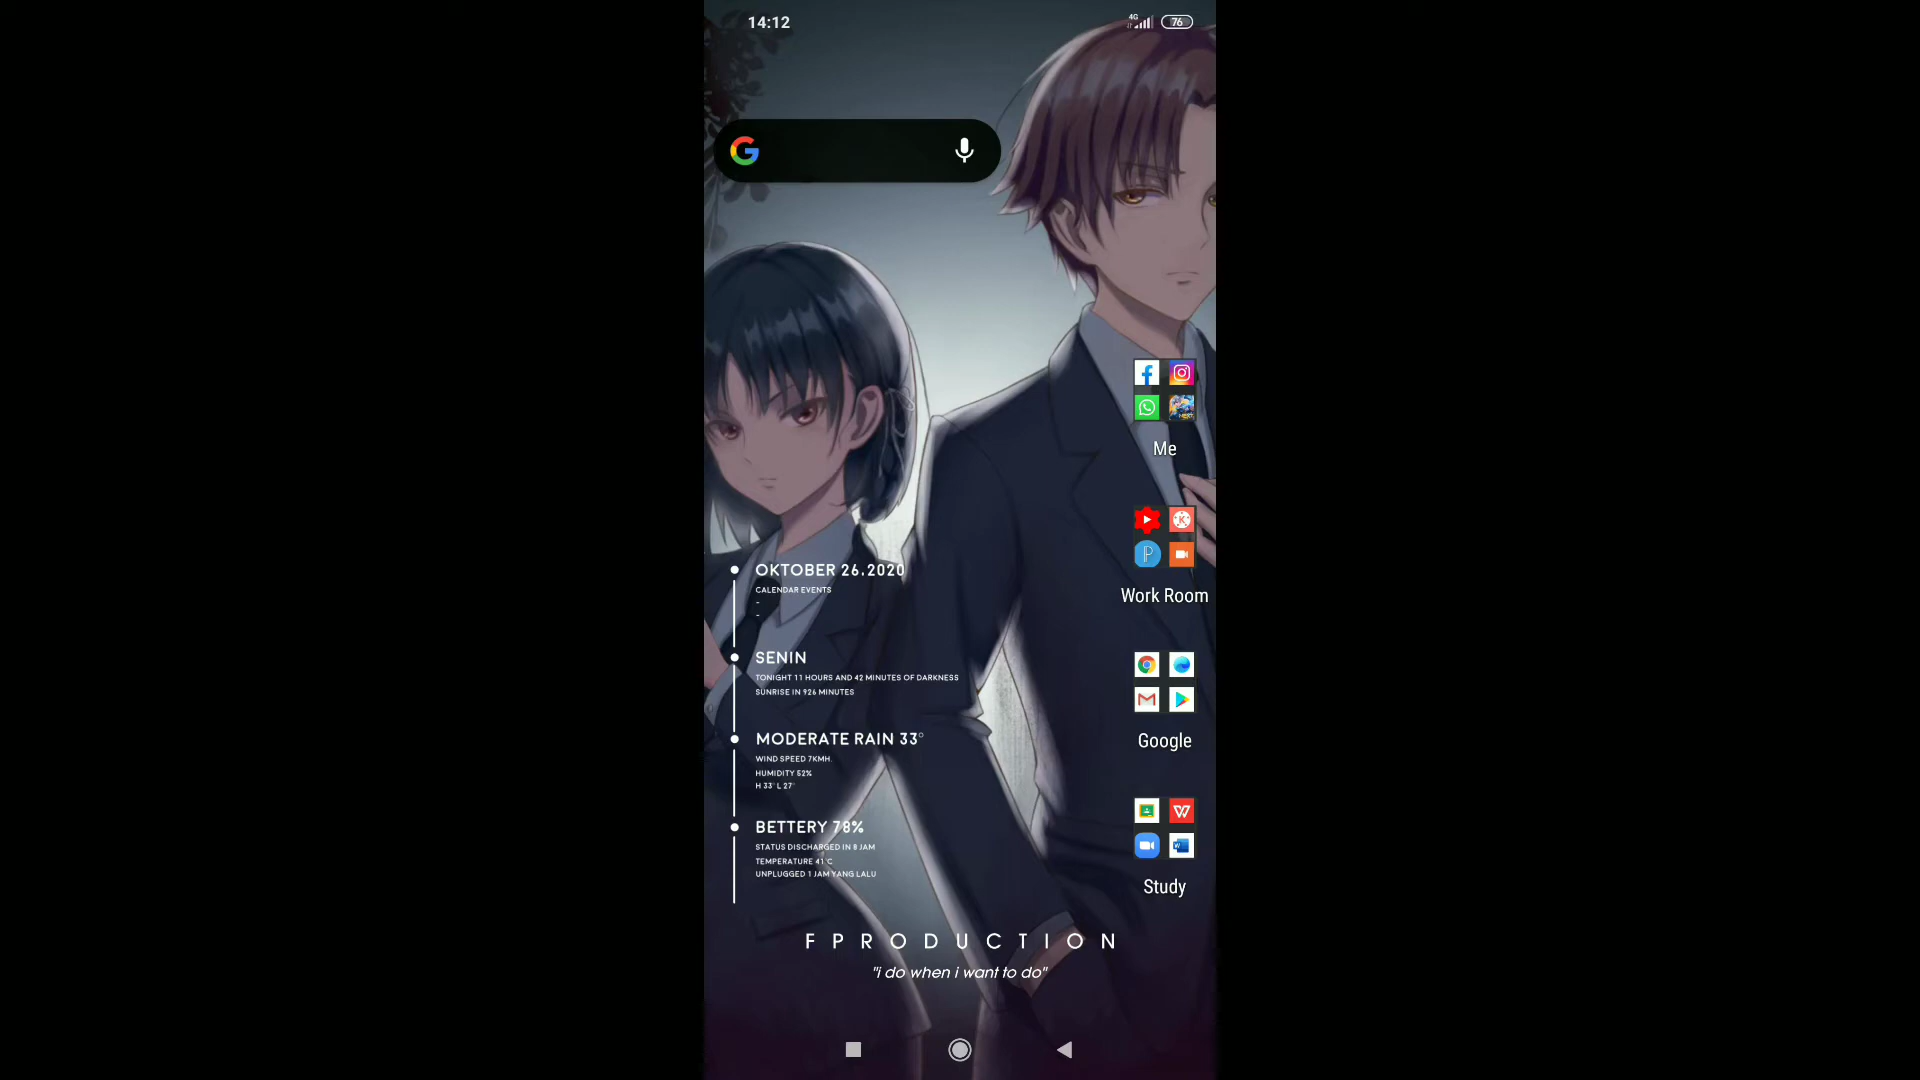 14:12
4G
76
Me
OKTOBER 26.2020
CALENDAR EVENTS
-
-
Work Room
SENIN
TONIGHT 11 HOURS AND 42 MINUTES OF DARKNESS
SUNRISE IN 926 MINUTES
MODERATE RAIN 33°
Google
WIND SPEED 7KMH
HUMIDITY 52%
H 33° L 27°
BETTERY 78%
STATUS DISCHARGED IN 8 JAM
TEMPERATURE 41°C
UNPLUGGED 1 JAM YANG LALU
Study
FPRODUCTION
"i do when i want to do"